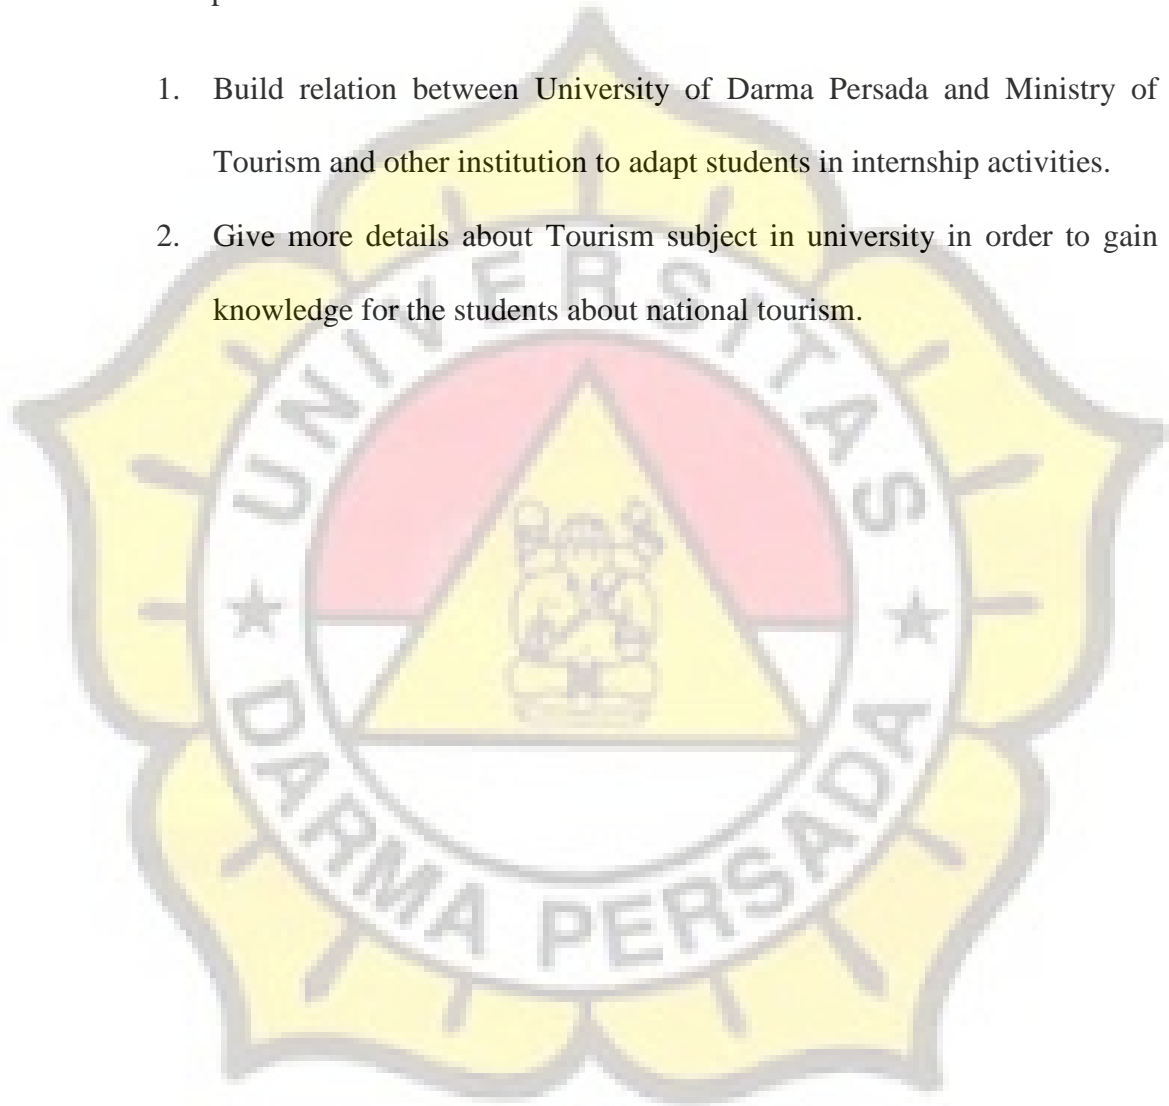 1. Build relation between University of Darma Persada and Ministry of
Tourism and other institution to adapt students in internship activities.
2. Give more details about Tourism subject in university in order to gain
knowledge for the students about national tourism.
UNIVERSITAS
DARMA PERSADA